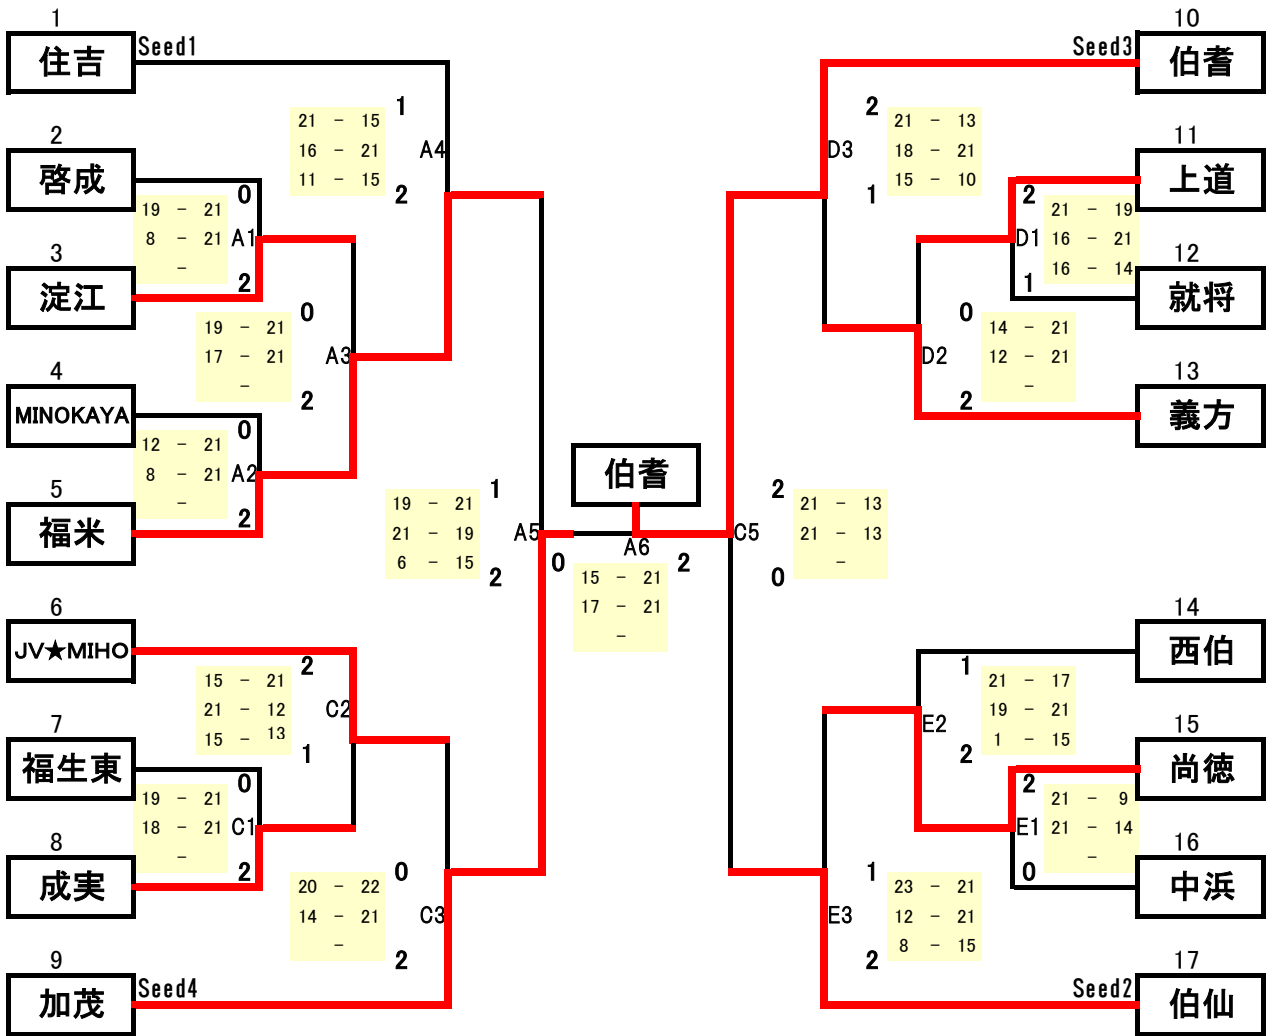 1
住吉
Seed1
2
啓成
3
淀江
4
MINOKAYA
5
福米
6
JV★MIHO
7
福生東
8
成実
9
加茂
Seed4
0
19 - 21
8 - 21
-
A1
2
0
12 - 21
8 - 21
-
A2
2
0
19 - 21
17 - 21
-
A3
2
1
21 - 15
16 - 21
11 - 15
A4
2
2
15 - 21
21 - 12
15 - 13
C2
1
0
19 - 21
18 - 21
-
C1
2
0
20 - 22
14 - 21
-
C3
2
1
19 - 21
21 - 19
6 - 15
A5
2
伯耆
A6
0
2
15 - 21
17 - 21
-
2
21 - 13
21 - 13
-
C5
0
10
Seed3
伯耆
11
上道
12
就将
13
義方
14
西伯
15
尚徳
16
中浜
17
Seed2
伯仙
2
21 - 13
18 - 21
15 - 10
D3
1
2
21 - 19
16 - 21
16 - 14
D1
1
0
14 - 21
12 - 21
-
D2
2
1
21 - 17
19 - 21
1 - 15
E2
2
2
21 - 9
21 - 14
-
E1
0
1
23 - 21
12 - 21
8 - 15
E3
2